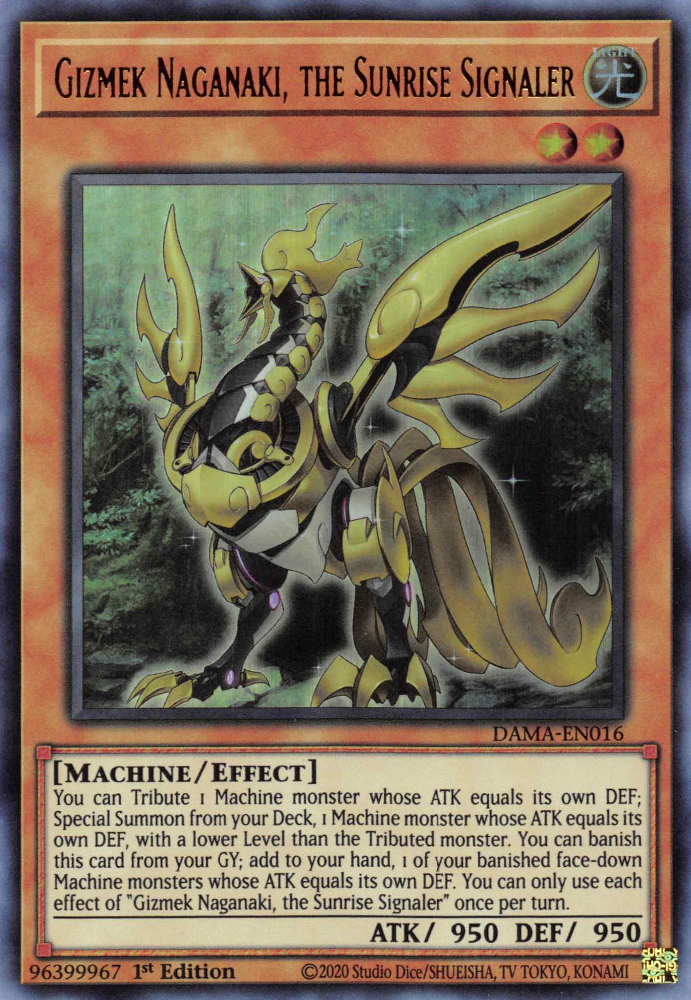 GIZMEK NAGANAKI, THE SUNRISE SIGNALER
LIGHT
光
DAMA-EN016
[MACHINE/EFFECT]
You can Tribute 1 Machine monster whose ATK equals its own DEF;
Special Summon from your Deck, 1 Machine monster whose ATK equals its
own DEF, with a lower Level than the Tributed monster. You can banish
this card from your GY; add to your hand, 1 of your banished face-down
Machine monsters whose ATK equals its own DEF. You can only use each
effect of "Gizmek Naganaki, the Sunrise Signaler" once per turn.
ATK/ 950 DEF/ 950
96399967 1st Edition ©2020 Studio Dice/SHUEISHA, TV TOKYO, KONAMI